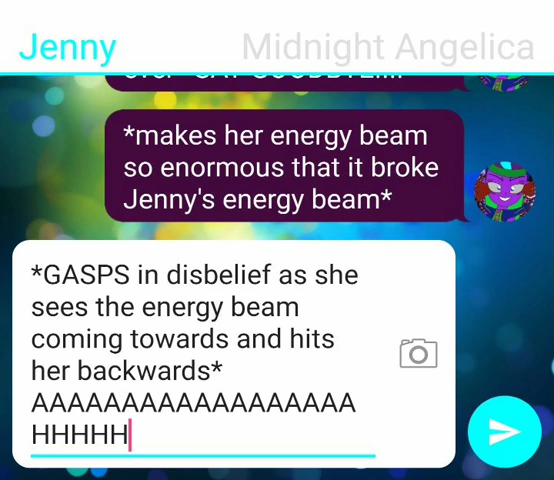 Jenny Midnight Angelica
*makes her energy beam
so enormous that it broke
Jenny's energy beam*
*GASPS in disbelief as she
sees the energy beam
coming towards and hits
her backwards*
AAAAAAAAAAAAAAAAAA
HHHHH